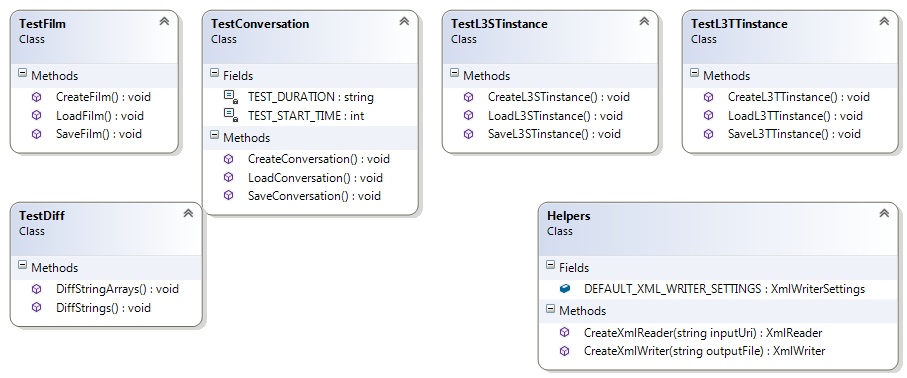 TestFilm
Class
Methods
CreateFilm() : void
LoadFilm() : void
SaveFilm() : void
TestConversation
Class
Fields
TEST_DURATION : string
TEST_START_TIME : int
Methods
CreateConversation() : void
LoadConversation() : void
SaveConversation() : void
TestL3STinstance
Class
Methods
CreateL3STinstance() : void
LoadL3STinstance() : void
SaveL3STinstance() : void
TestL3TTinstance
Class
Methods
CreateL3TTinstance() : void
LoadL3TTinstance() : void
SaveL3TTinstance() : void
TestDiff
Class
Methods
DiffStringArrays() : void
DiffStrings() : void
Helpers
Class
Fields
DEFAULT_XML_WRITER_SETTINGS : XmlWriterSettings
Methods
CreateXmlReader(string inputUri) : XmlReader
CreateXmlWriter(string outputFile) : XmlWriter